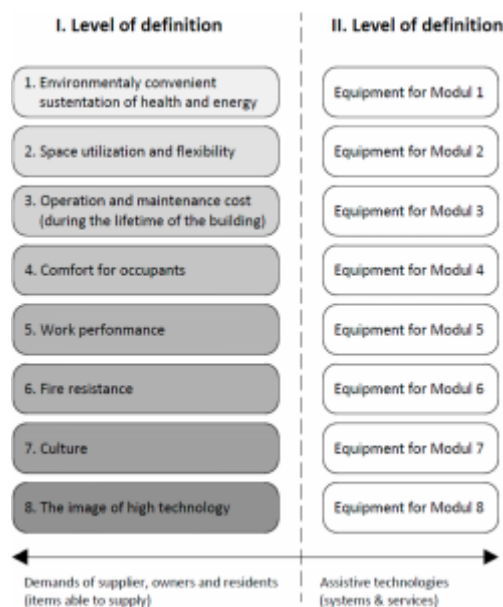 I. Level of definition
II. Level of definition
1. Environmentaly convenient
sustentation of health and energy
Equipment for Modul 1
2. Space utilization and flexibility
Equipment for Modul 2
3. Operation and maintenance cost
(during the lifetime of the building)
Equipment for Modul 3
4. Comfort for occupants
Equipment for Modul 4
5. Work perfonmance
Equipment for Modul 5
6. Fire resistance
Equipment for Modul 6
7. Culture
Equipment for Modul 7
8. The image of high technology
Equipment for Modul 8
Demands of supplier, owners and residents
(items able to supply)
Assistive technologies
(systems & services)